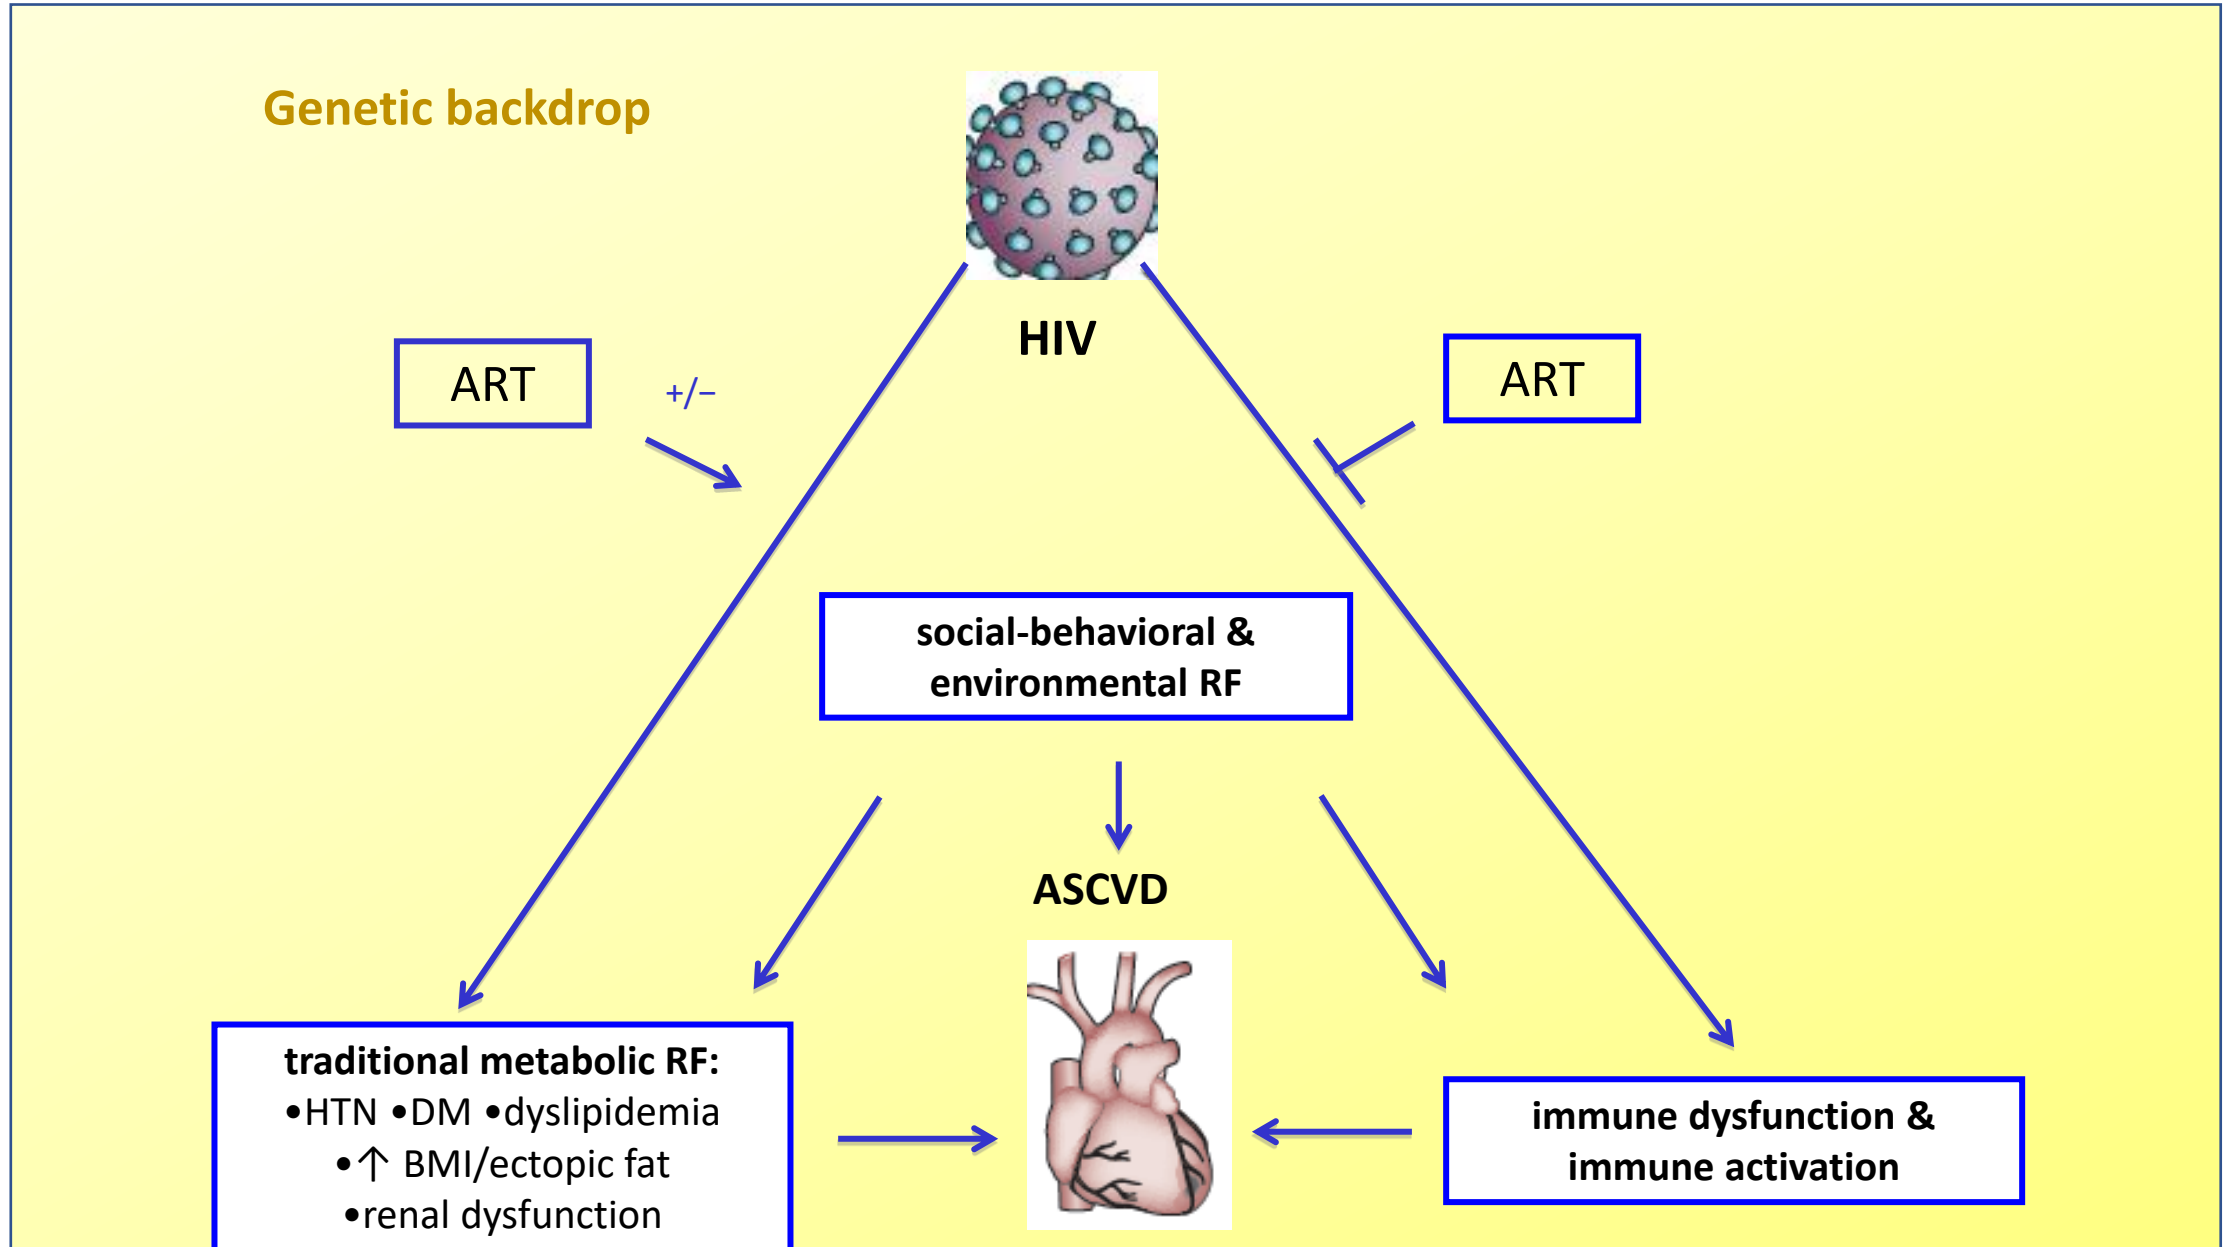 Genetic backdrop
HIV
ART
+/−
ART
social-behavioral &
environmental RF
ASCVD
traditional metabolic RF:
•HTN •DM •dyslipidemia
•↑ BMI/ectopic fat
•renal dysfunction
immune dysfunction &
immune activation